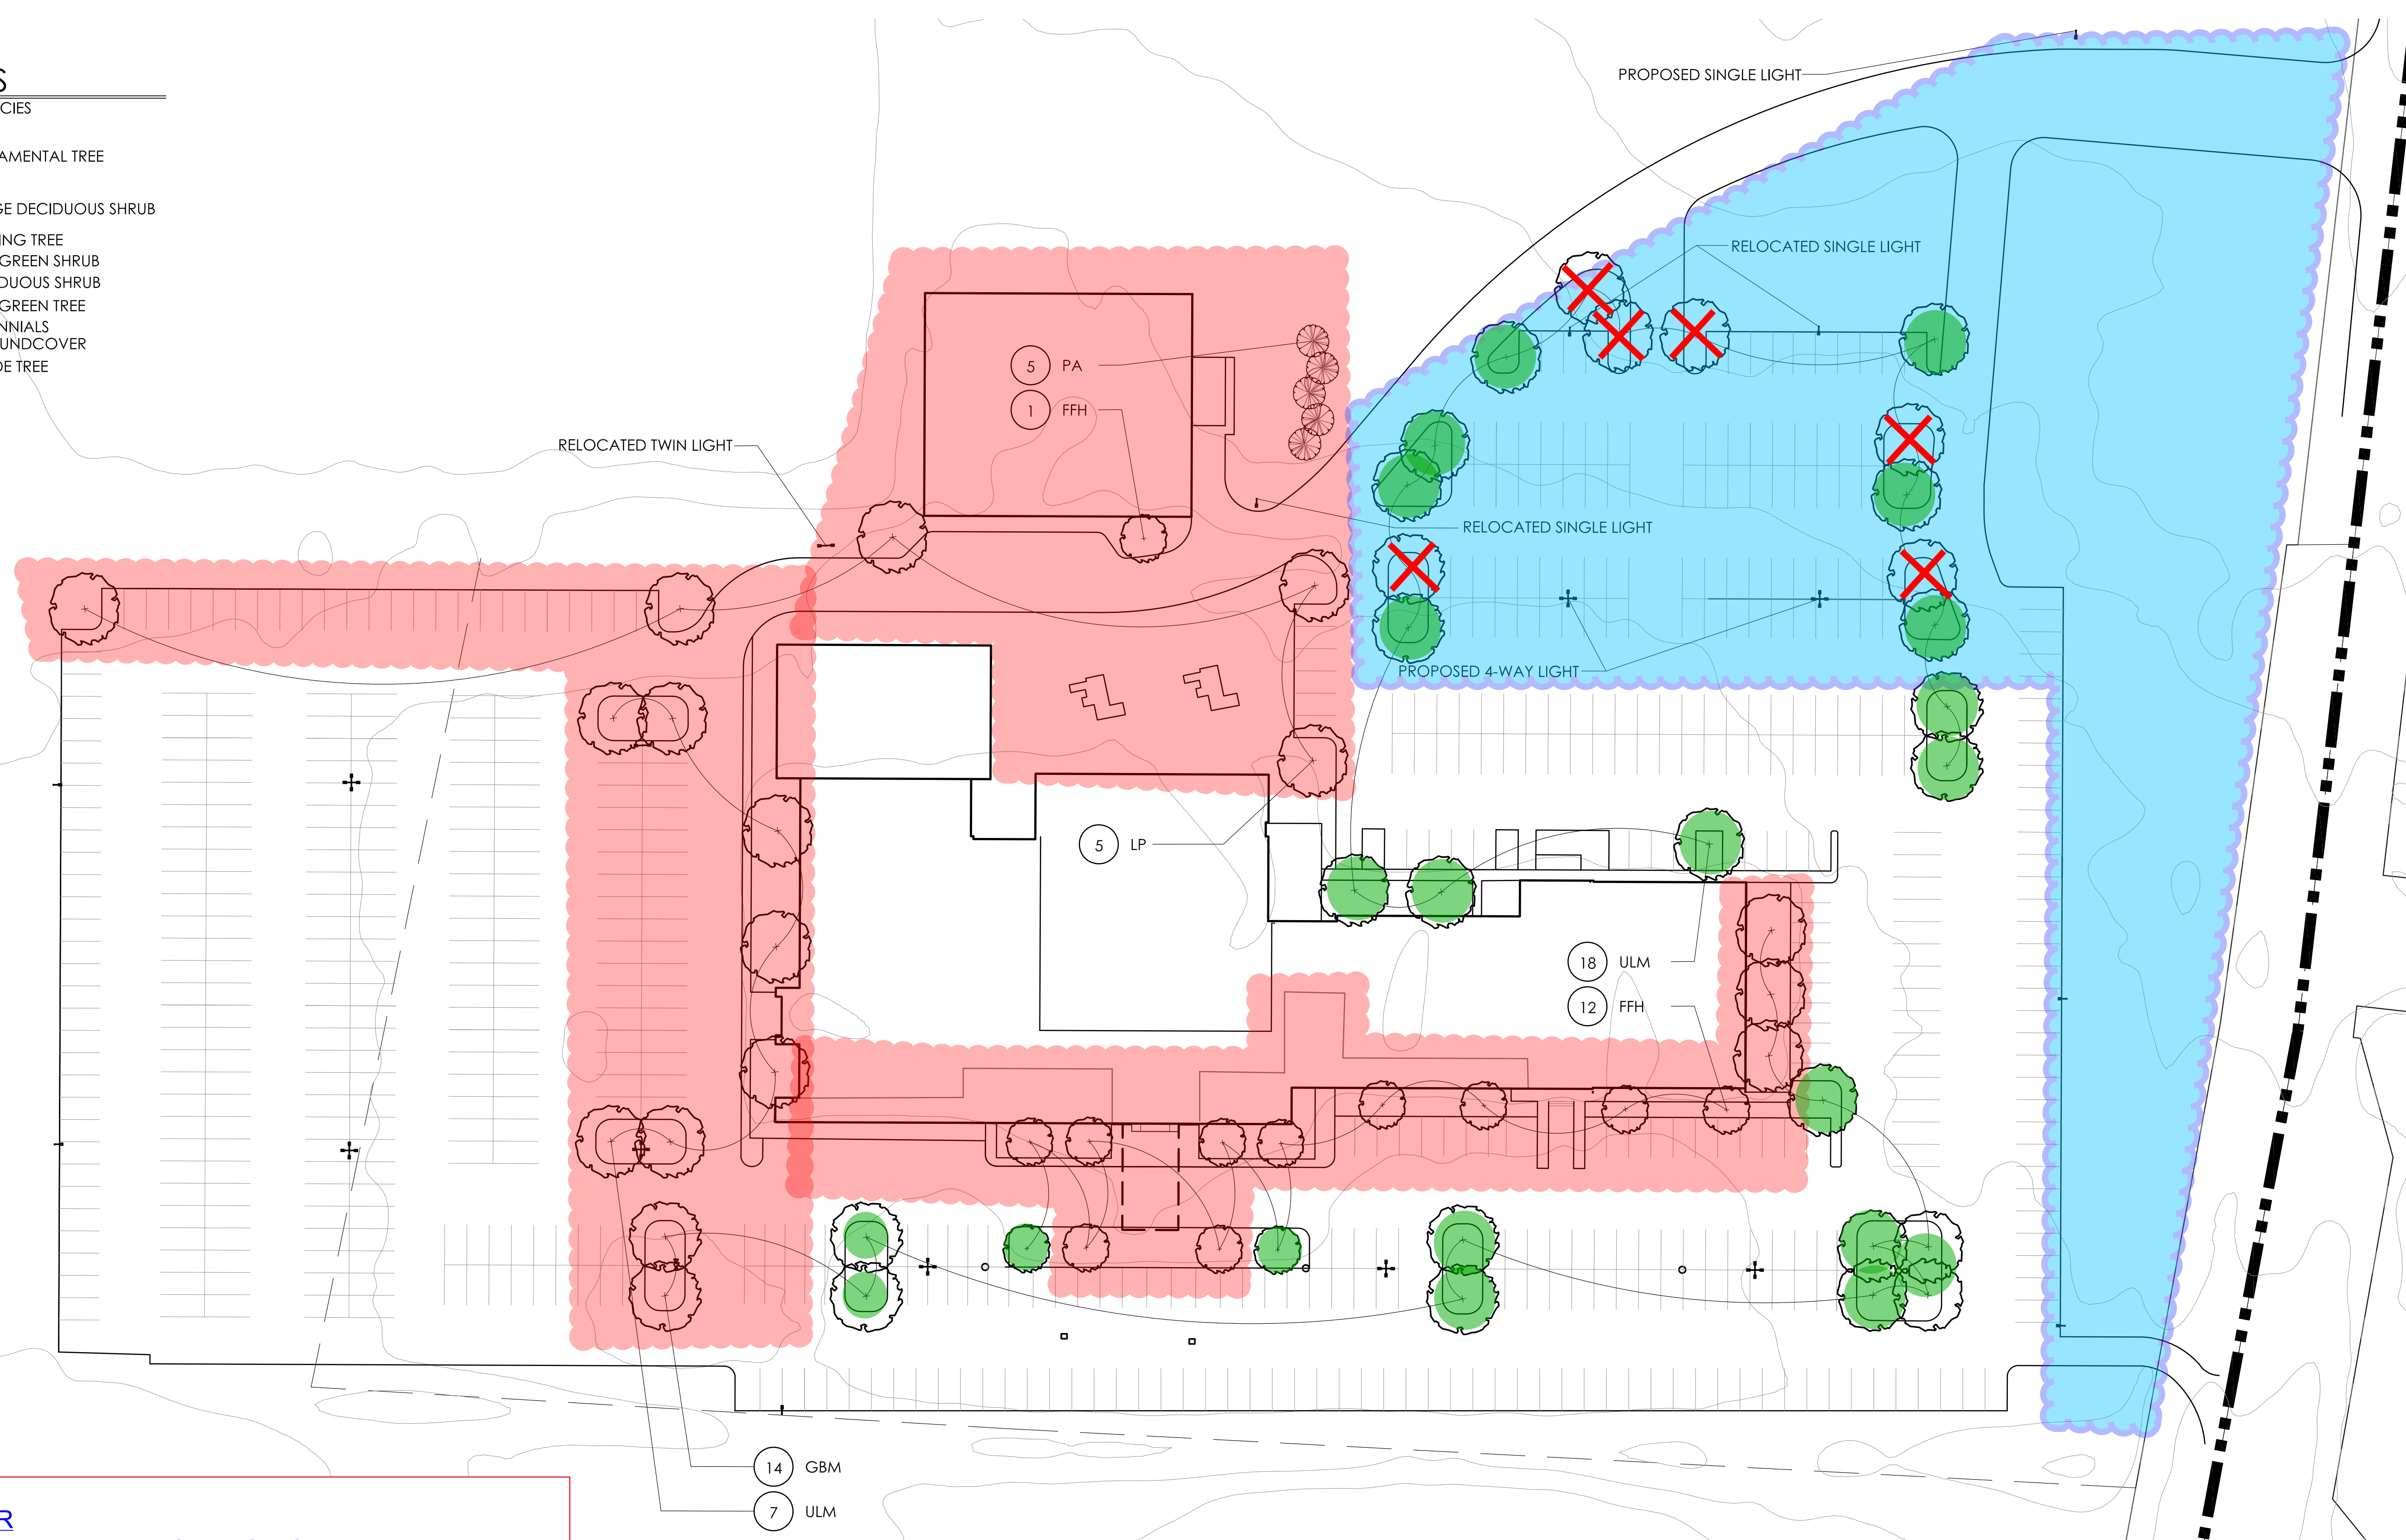 S
CIES
AMENTAL TREE
GE DECIDUOUS SHRUB
ING TREE
GREEN SHRUB
DUOUS SHRUB
GREEN TREE
NNIALS
UNDCOVER
DE TREE
PROPOSED SINGLE LIGHT
RELOCATED SINGLE LIGHT
5 PA
1 FFH
RELOCATED TWIN LIGHT
RELOCATED SINGLE LIGHT
PROPOSED 4-WAY LIGHT
5 LP
18 ULM
12 FFH
14 GBM
7 ULM
R